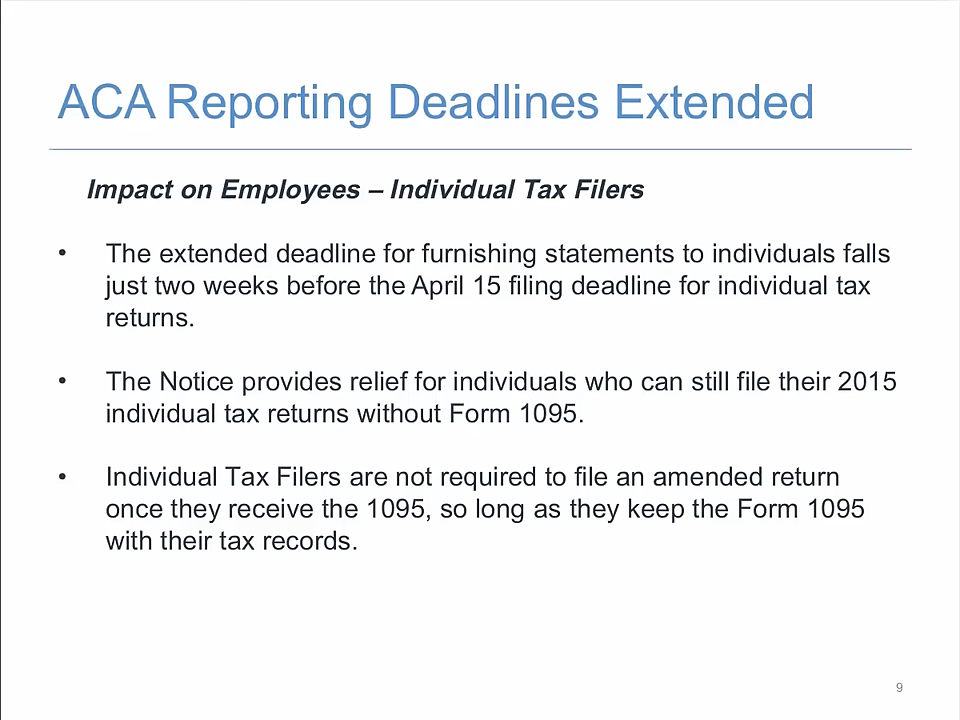 ACA Reporting Deadlines Extended
Impact on Employees – Individual Tax Filers
• The extended deadline for furnishing statements to individuals falls
just two weeks before the April 15 filing deadline for individual tax
returns.
• The Notice provides relief for individuals who can still file their 2015
individual tax returns without Form 1095.
• Individual Tax Filers are not required to file an amended return
once they receive the 1095, so long as they keep the Form 1095
with their tax records.
9